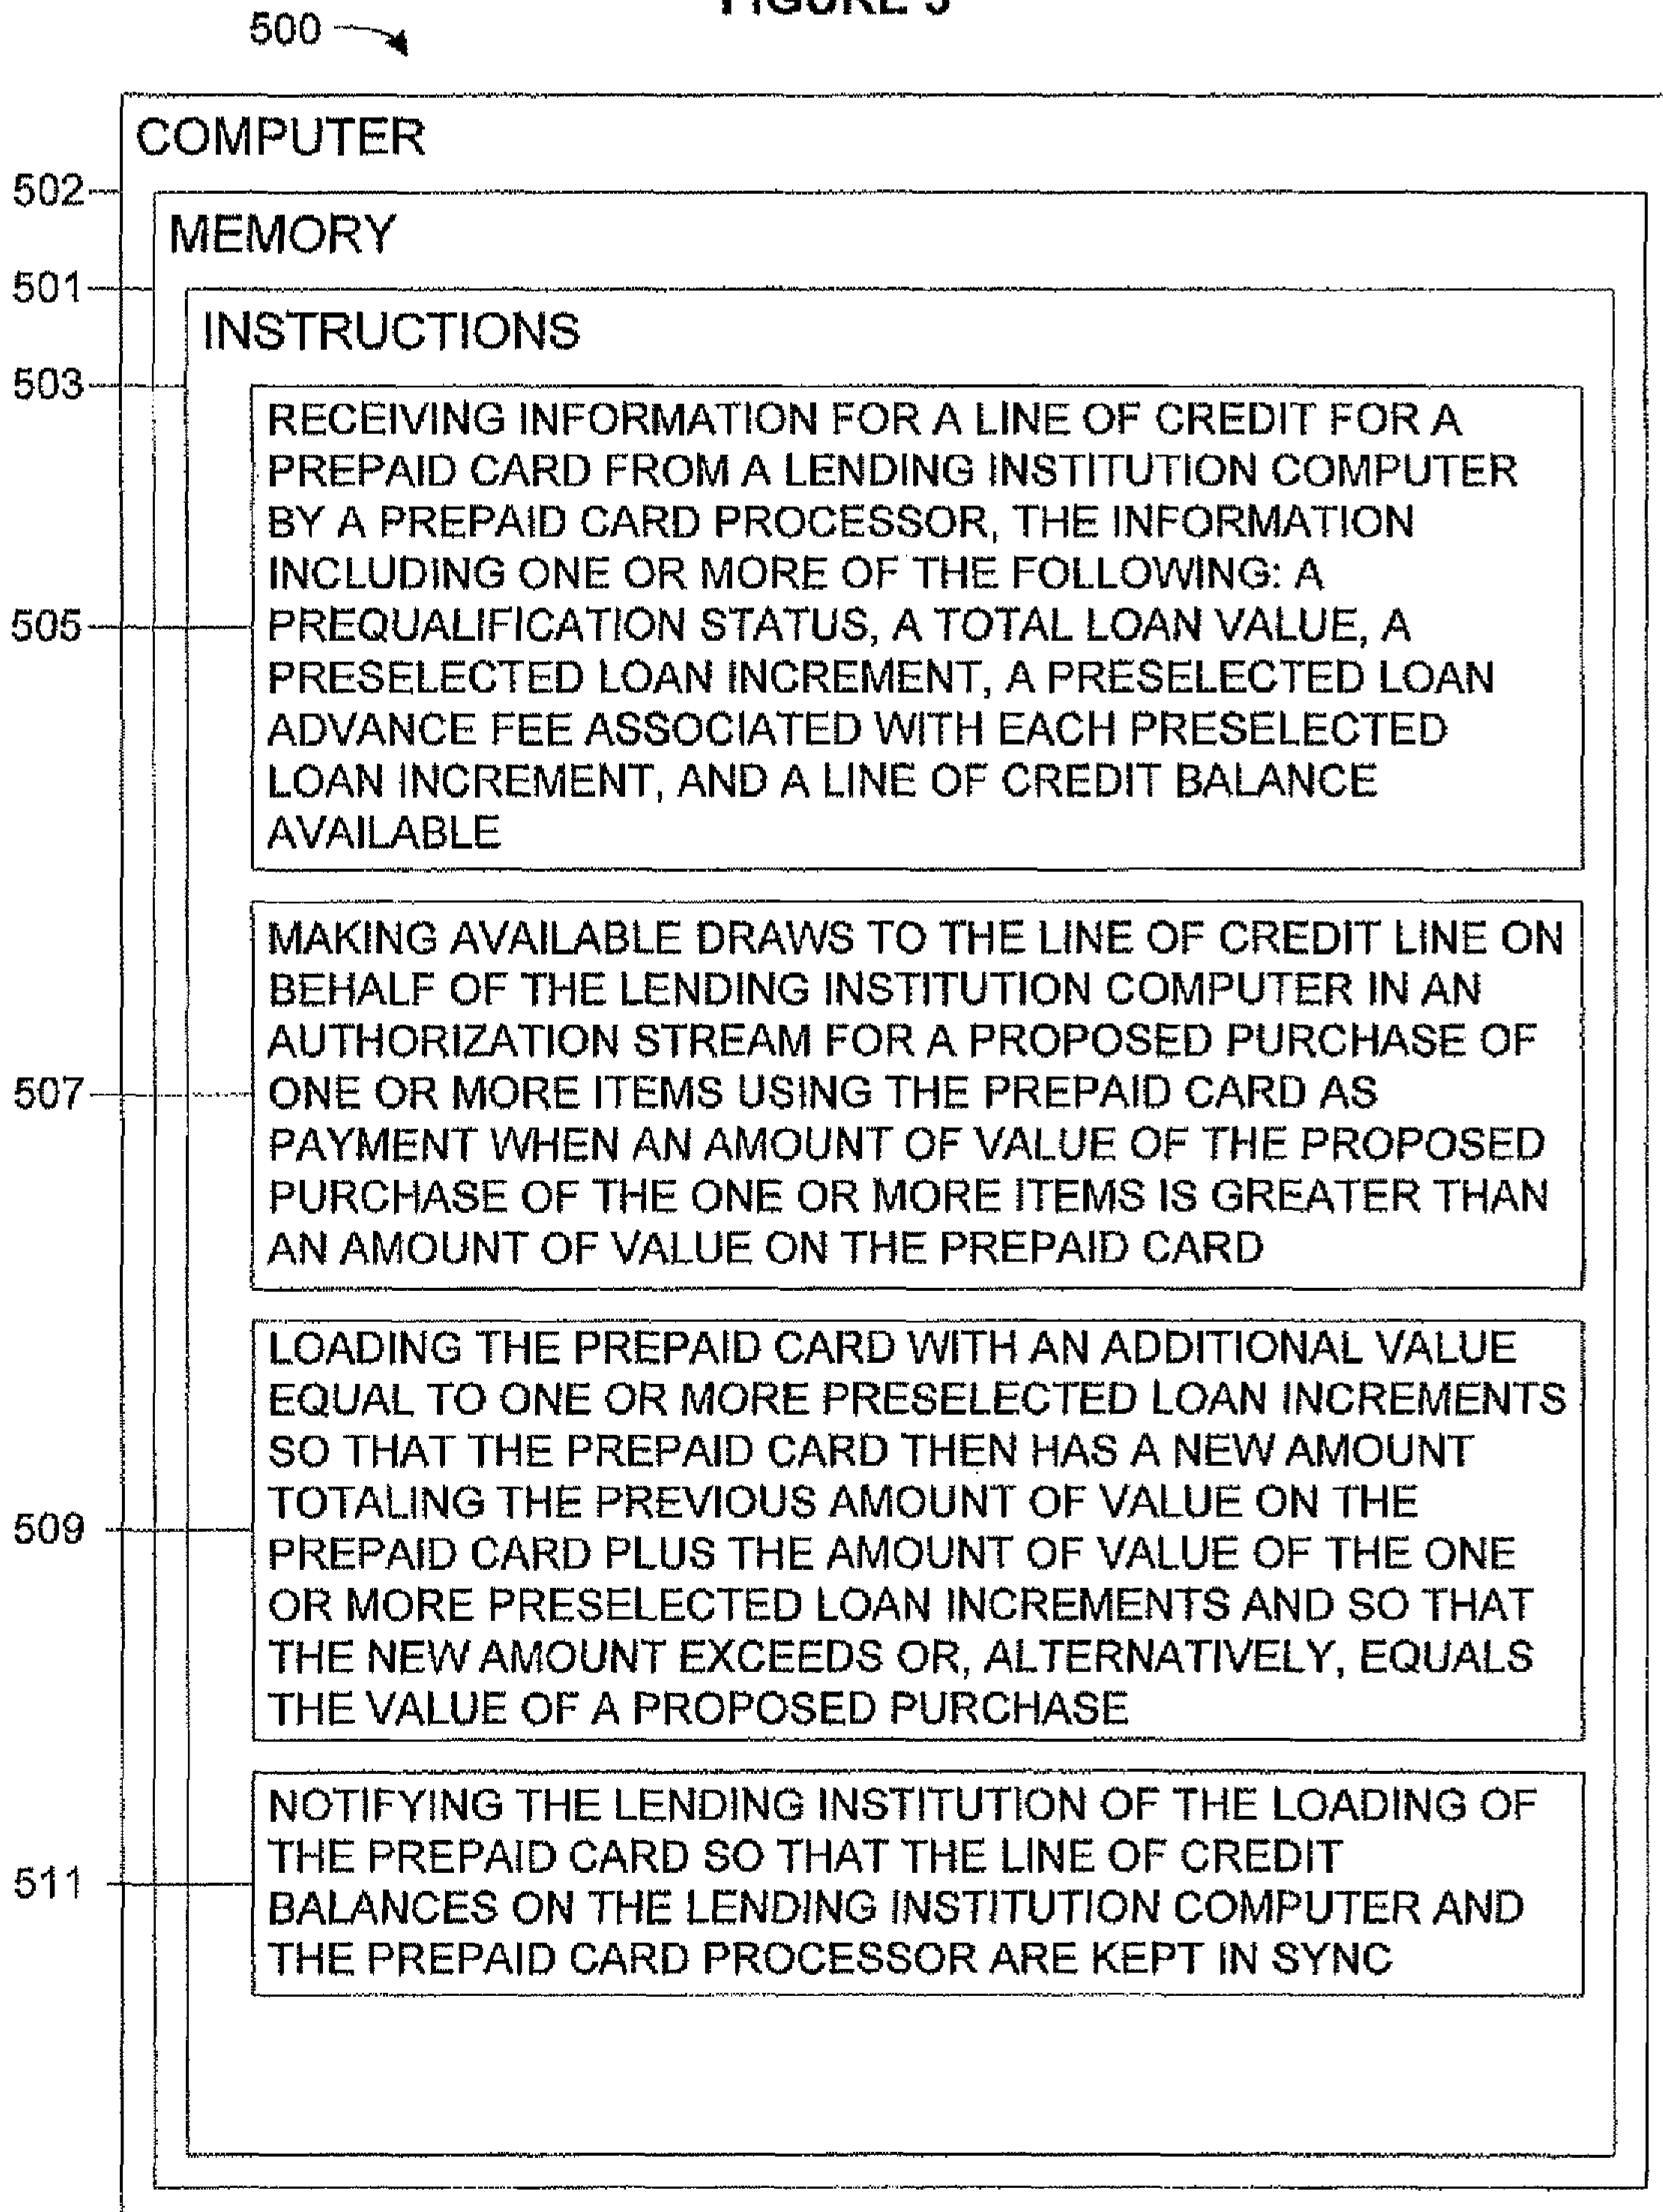 FIGURE 5
500
COMPUTER
502
MEMORY
501
INSTRUCTIONS
503
RECEIVING INFORMATION FOR A LINE OF CREDIT FOR A
PREPAID CARD FROM A LENDING INSTITUTION COMPUTER
BY A PREPAID CARD PROCESSOR, THE INFORMATION
INCLUDING ONE OR MORE OF THE FOLLOWING: A
505
PREQUALIFICATION STATUS, A TOTAL LOAN VALUE, A
PRESELECTED LOAN INCREMENT, A PRESELECTED LOAN
ADVANCE FEE ASSOCIATED WITH EACH PRESELECTED
LOAN INCREMENT, AND A LINE OF CREDIT BALANCE
AVAILABLE
MAKING AVAILABLE DRAWS TO THE LINE OF CREDIT LINE ON
BEHALF OF THE LENDING INSTITUTION COMPUTER IN AN
AUTHORIZATION STREAM FOR A PROPOSED PURCHASE OF
507
ONE OR MORE ITEMS USING THE PREPAID CARD AS
PAYMENT WHEN AN AMOUNT OF VALUE OF THE PROPOSED
PURCHASE OF THE ONE OR MORE ITEMS IS GREATER THAN
AN AMOUNT OF VALUE ON THE PREPAID CARD
LOADING THE PREPAID CARD WITH AN ADDITIONAL VALUE
EQUAL TO ONE OR MORE PRESELECTED LOAN INCREMENTS
SO THAT THE PREPAID CARD THEN HAS A NEW AMOUNT
TOTALING THE PREVIOUS AMOUNT OF VALUE ON THE
509
PREPAID CARD PLUS THE AMOUNT OF VALUE OF THE ONE
OR MORE PRESELECTED LOAN INCREMENTS AND SO THAT
THE NEW AMOUNT EXCEEDS OR, ALTERNATIVELY, EQUALS
THE VALUE OF A PROPOSED PURCHASE
NOTIFYING THE LENDING INSTITUTION OF THE LOADING OF
THE PREPAID CARD SO THAT THE LINE OF CREDIT
511
BALANCES ON THE LENDING INSTITUTION COMPUTER AND
THE PREPAID CARD PROCESSOR ARE KEPT IN SYNC